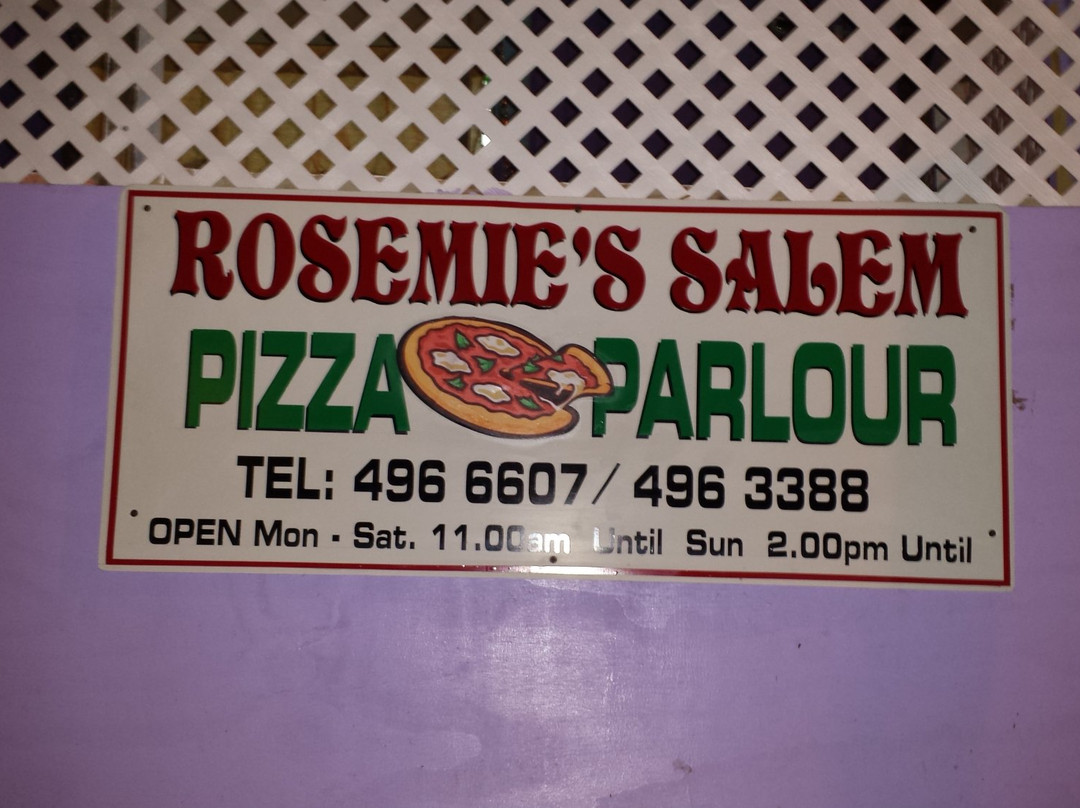 ROSEMIE'S SALEM
PIZZA PARLOUR
TEL: 496 6607/ 496 3388
OPEN Mon - Sat. 11.00am Until Sun 2.00pm Until